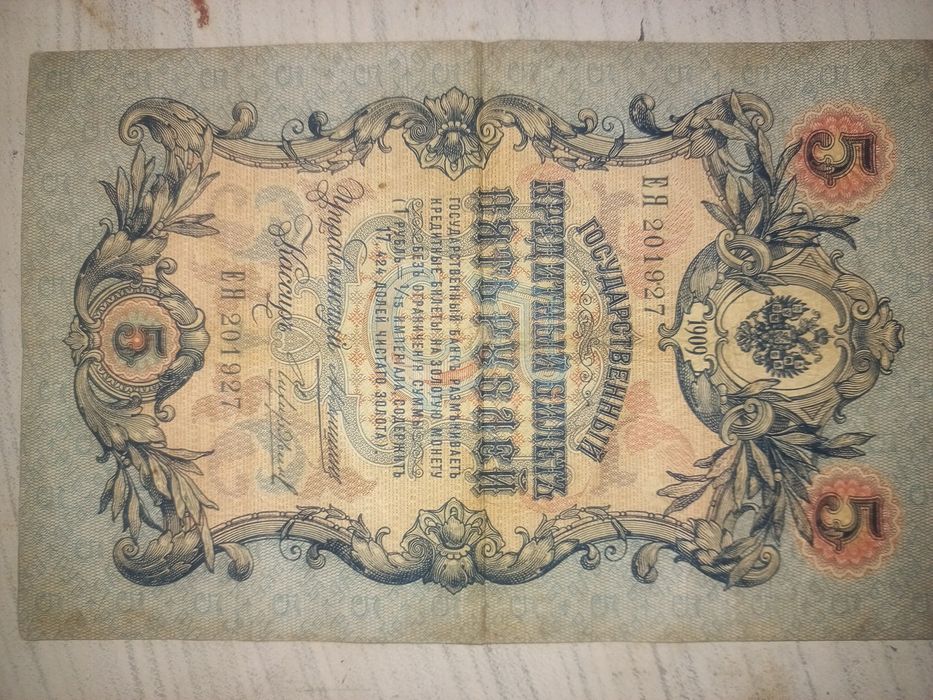 5 5
1909
ГОСУДАРСТВЕННЫЙ
КРЕДИТНЫЙ БИЛЕТЪ
ЕЯ 201927
ПЯТЬ РУБЛЕЙ
ГОСУДАРСТВЕННЫЙ БАНКЪ РАЗМѢНИВАЕТЪ
КРЕДИТНЫЕ БИЛЕТЫ НА ЗОЛОТУЮ МОНЕТУ
БЕЗЪ ОГРАНИЧЕНІЯ СУММЫ
(1 РУБЛЬ = 1/15 ИМПЕРІАЛА, СОДЕРЖИТЪ
17,424 ДОЛЕЙ ЧИСТАГО ЗОЛОТА)
Управляющій
Кассиръ
ЕЯ 201927
5